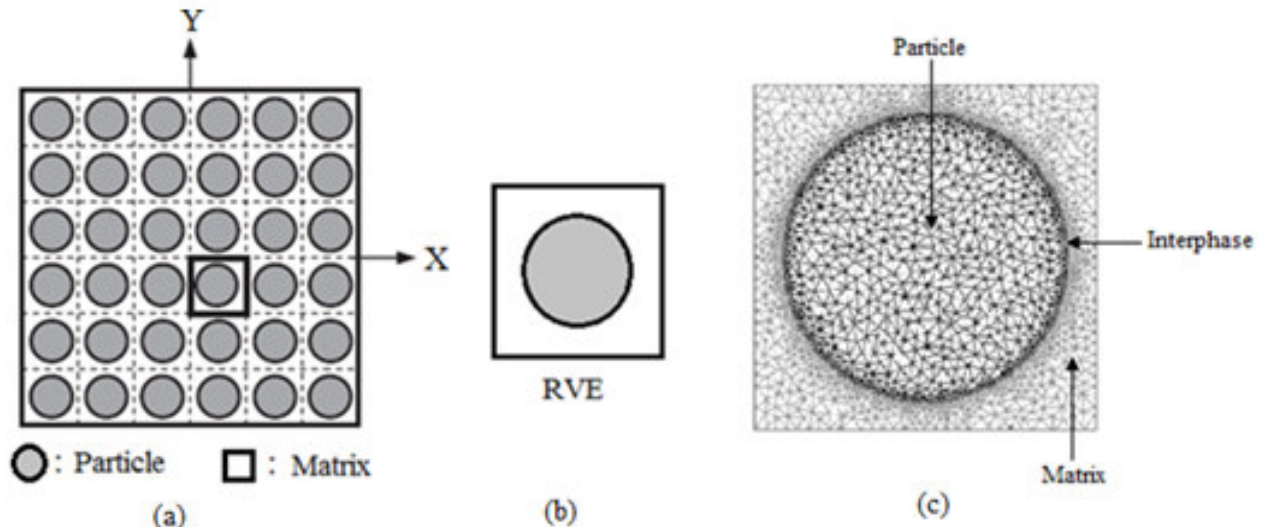 Y
X
: Particle
: Matrix
(a)
RVE
(b)
Particle
Interphase
Matrix
(c)